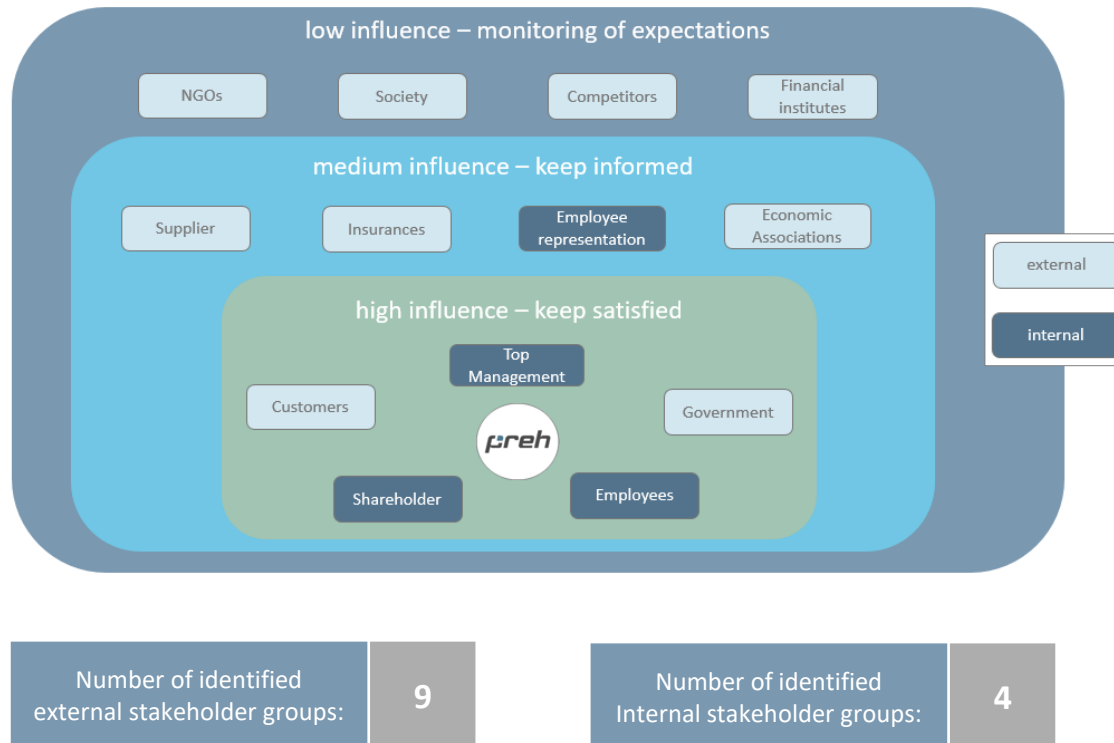 low influence – monitoring of expectations
NGOs
Society
Competitors
Financial
institutes
medium influence – keep informed
Supplier
Insurances
Employee
representation
Economic
Associations
external
internal
high influence – keep satisfied
Top
Management
Customers
Government
preh
Shareholder
Employees
Number of identified
external stakeholder groups:
9
Number of identified
Internal stakeholder groups:
4